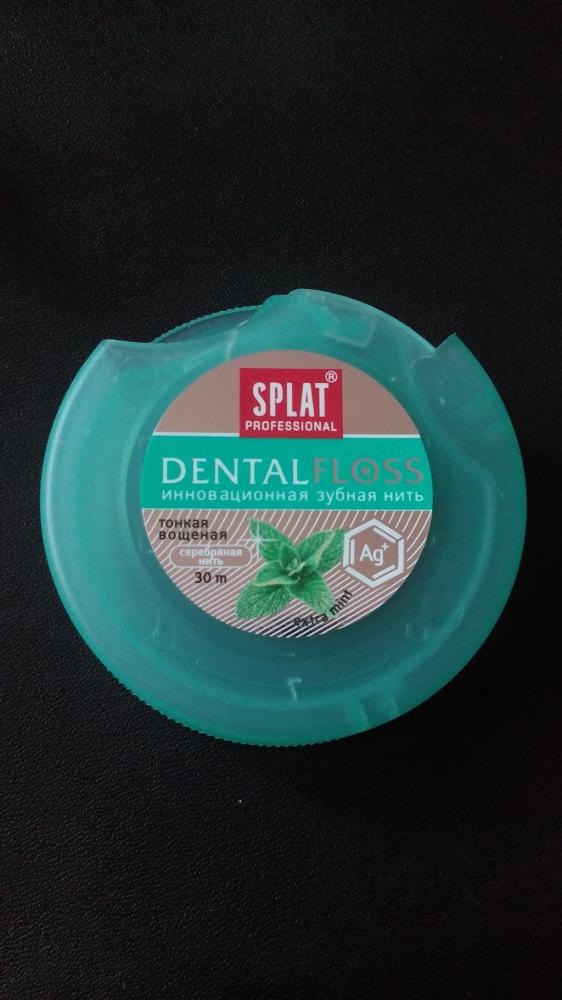 SPLAT®
PROFESSIONAL
DENTALFLOSS
инновационная зубная нить
тонкая
вощеная
серебряная
нить
30 m
Ag+
extra mint